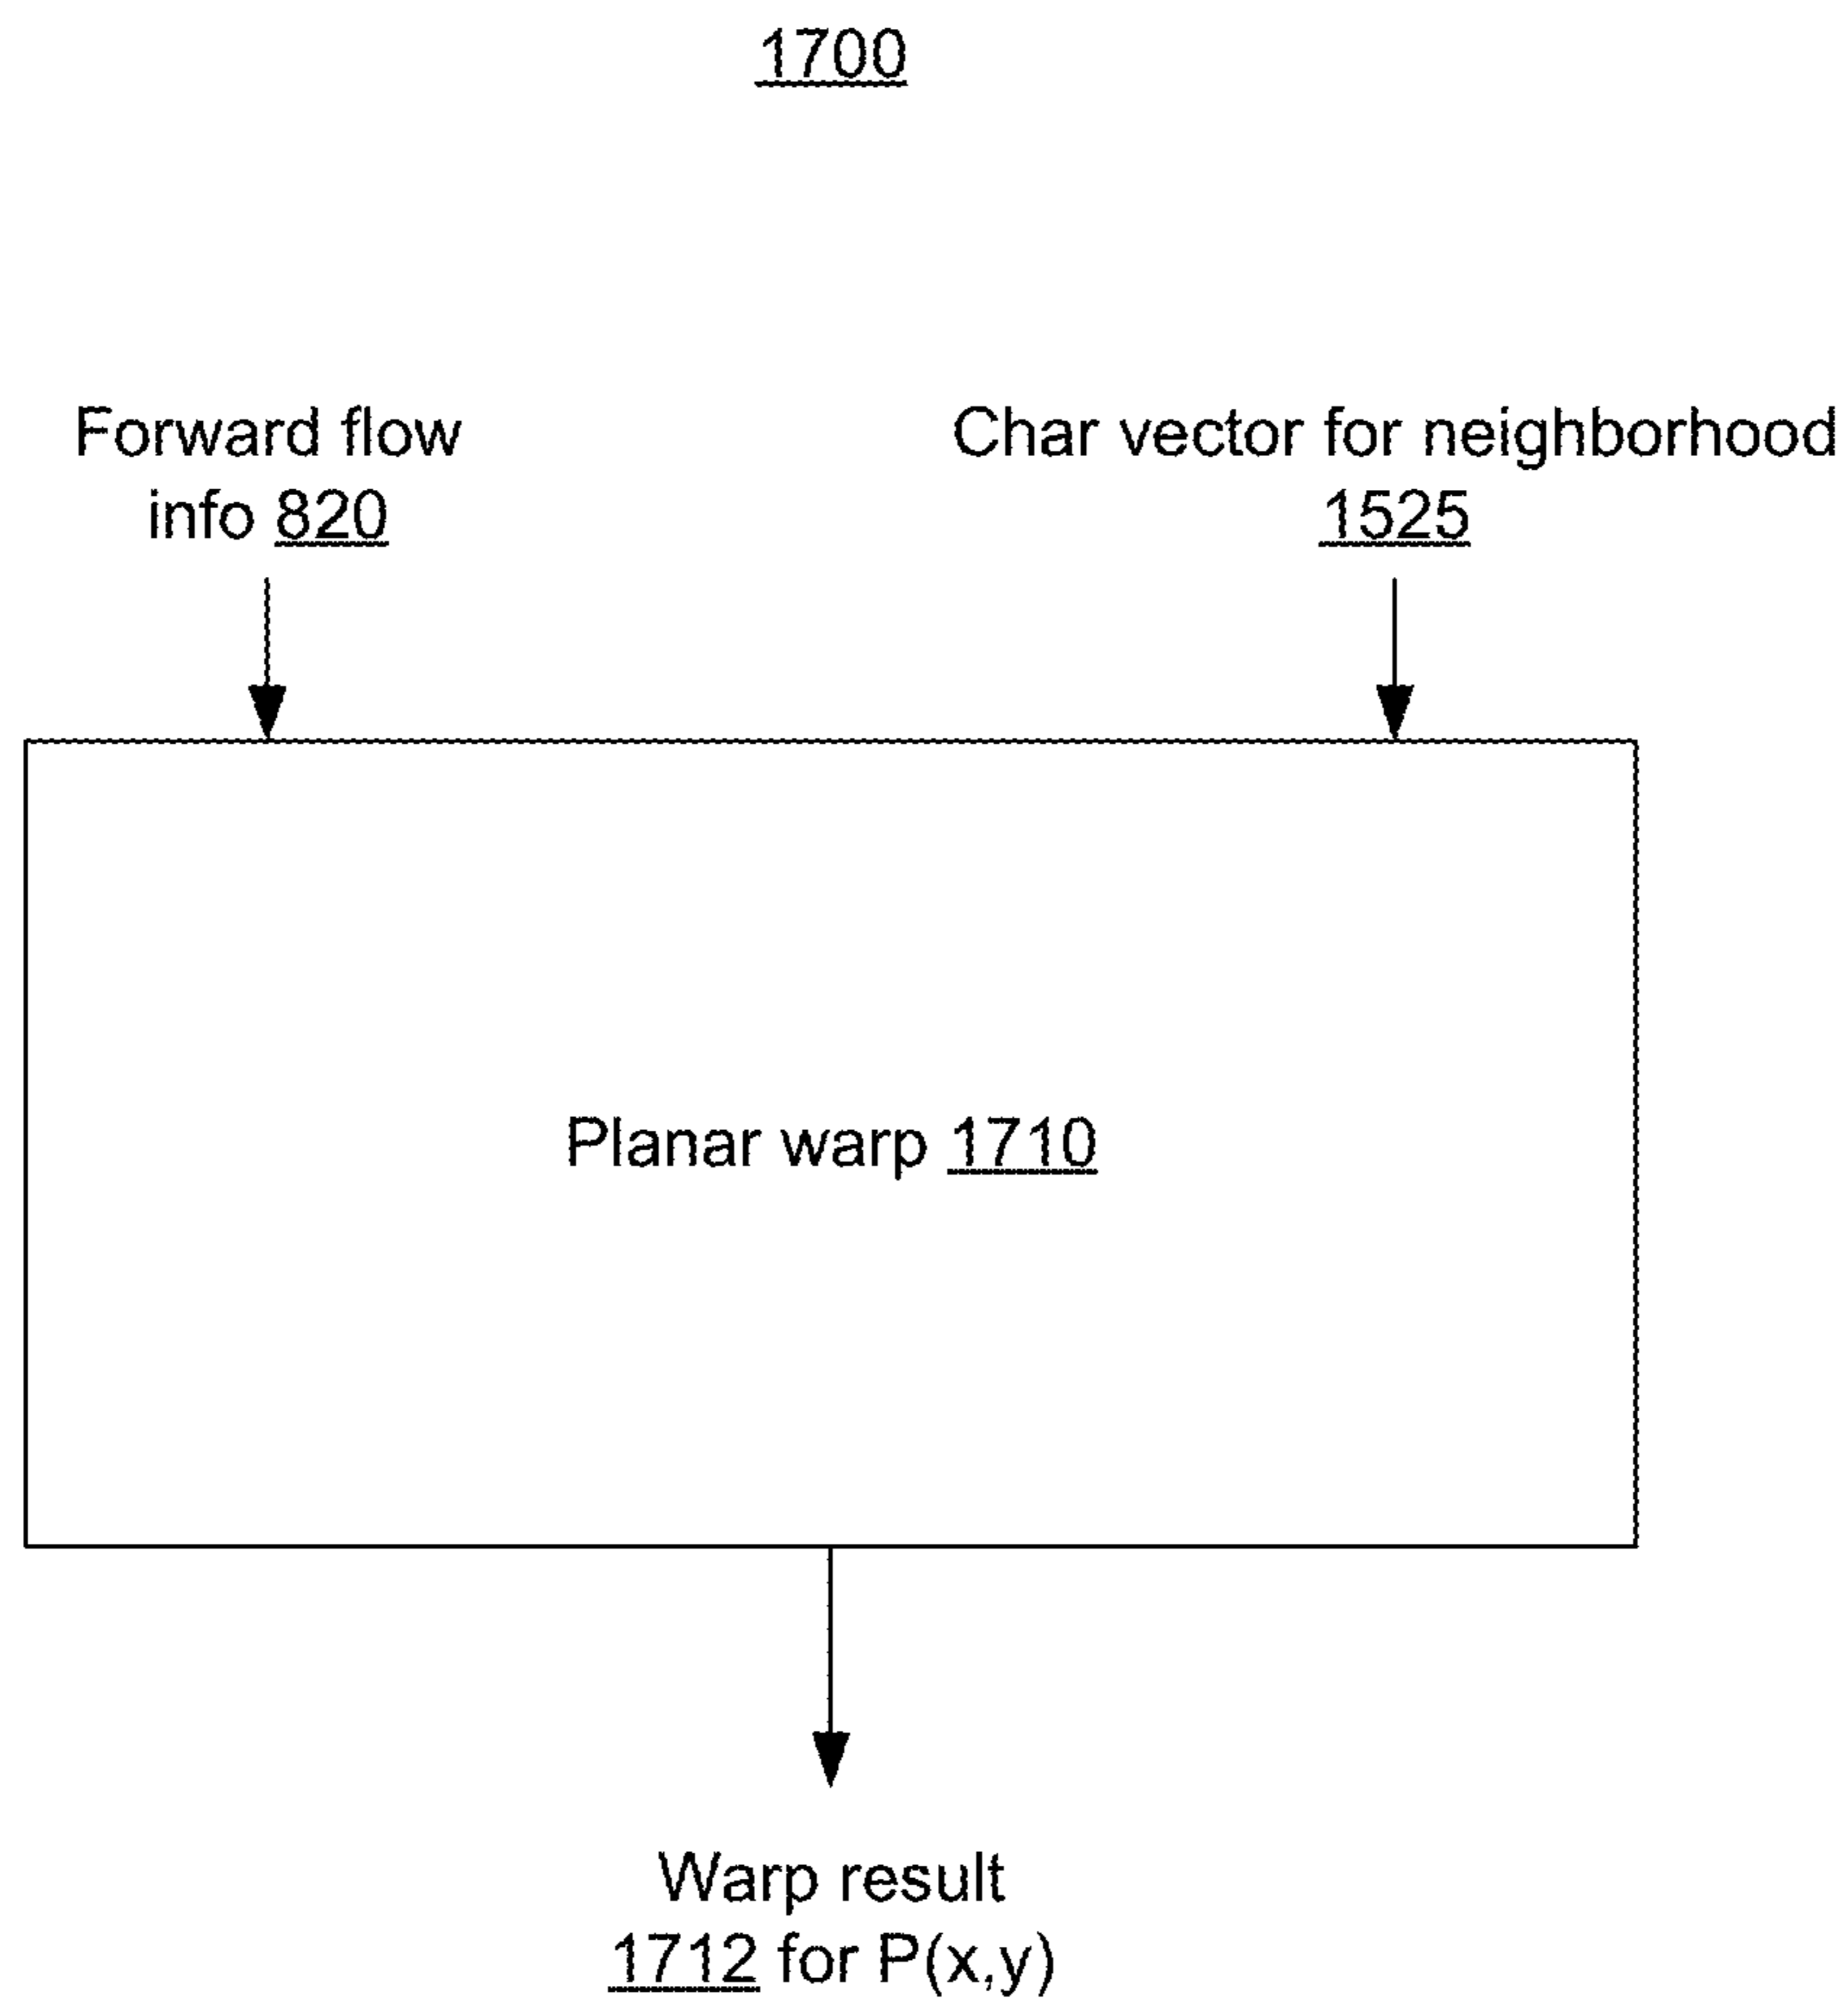 1700
Forward flow
info 820
Char vector for neighborhood
1525
Planar warp 1710
Warp result
1712 for P(x,y)